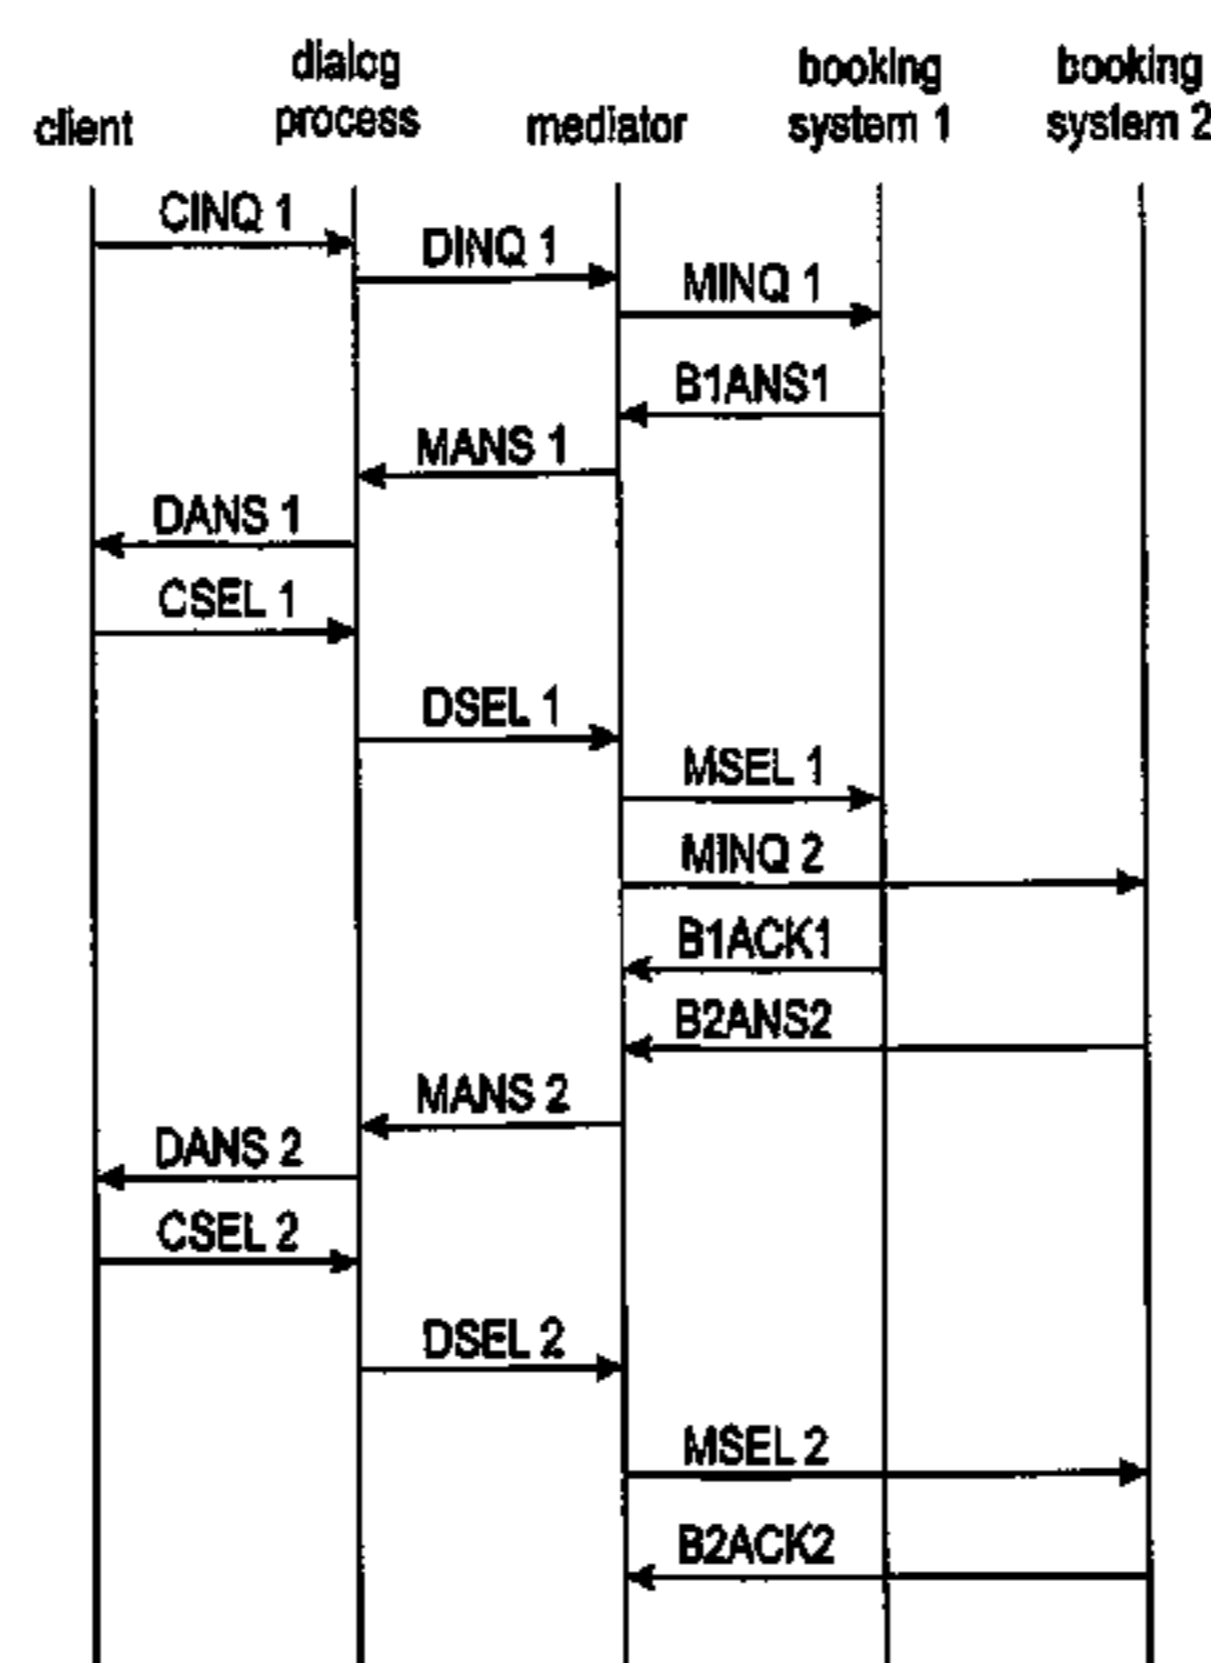 client
dialog
process
mediator
booking
system 1
booking
system 2
CINQ 1
DINQ 1
MINQ 1
B1ANS1
MANS 1
DANS 1
CSEL 1
DSEL 1
MSEL 1
MINQ 2
B1ACK1
B2ANS2
MANS 2
DANS 2
CSEL 2
DSEL 2
MSEL 2
B2ACK2